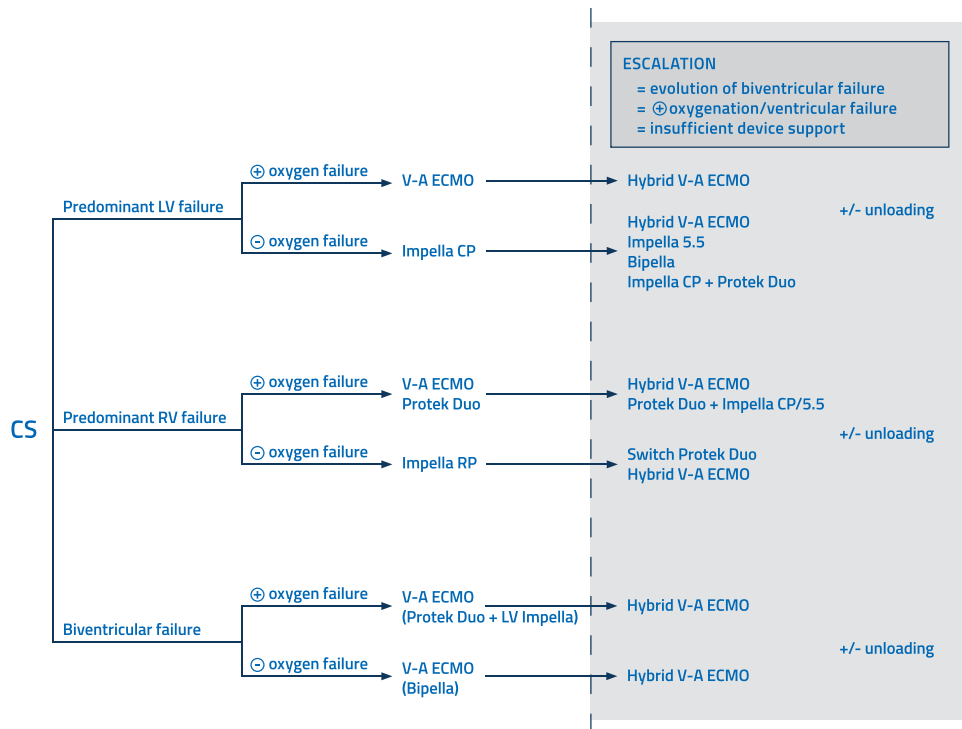 ESCALATION
= evolution of biventricular failure
= ⊕ oxygenation/ventricular failure
= insufficient device support
CS
Predominant LV failure
⊕ oxygen failure
V-A ECMO
Hybrid V-A ECMO
⊖ oxygen failure
Impella CP
Hybrid V-A ECMO
Impella 5.5
Bipella
Impella CP + Protek Duo
+/- unloading
Predominant RV failure
⊕ oxygen failure
V-A ECMO
Protek Duo
Hybrid V-A ECMO
Protek Duo + Impella CP/5.5
⊖ oxygen failure
Impella RP
Switch Protek Duo
Hybrid V-A ECMO
+/- unloading
Biventricular failure
⊕ oxygen failure
V-A ECMO
(Protek Duo + LV Impella)
Hybrid V-A ECMO
⊖ oxygen failure
V-A ECMO
(Bipella)
Hybrid V-A ECMO
+/- unloading